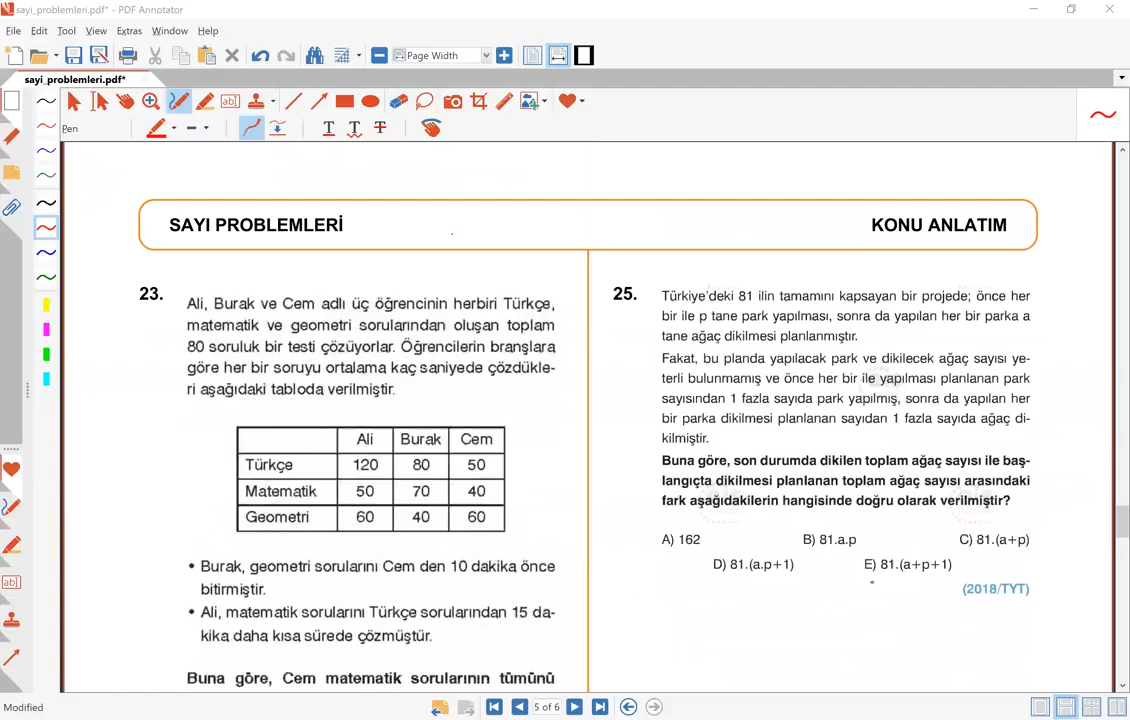 sayi_problemleri.pdf* - PDF Annotator
File Edit Tool View Extras Window Help
Page Width
sayi_problemleri.pdf*
Pen
SAYI PROBLEMLERİ
KONU ANLATIM
23.
Ali, Burak ve Cem adlı üç öğrencinin herbiri Türkçe,
matematik ve geometri sorularından oluşan toplam
80 soruluk bir testi çözüyorlar. Öğrencilerin branşlara
göre her bir soruyu ortalama kaç saniyede çözdükle-
ri aşağıdaki tabloda verilmiştir.
Ali Burak Cem
Türkçe 120 80 50
Matematik 50 70 40
Geometri 60 40 60
• Burak, geometri sorularını Cem den 10 dakika önce
bitirmiştir.
• Ali, matematik sorularını Türkçe sorularından 15 da-
kika daha kısa sürede çözmüştür.
Buna göre, Cem matematik sorularının tümünü
25.
Türkiye'deki 81 ilin tamamını kapsayan bir projede; önce her
bir ile p tane park yapılması, sonra da yapılan her bir parka a
tane ağaç dikilmesi planlanmıştır.
Fakat, bu planda yapılacak park ve dikilecek ağaç sayısı ye-
terli bulunmamış ve önce her bir ile yapılması planlanan park
sayısından 1 fazla sayıda park yapılmış, sonra da yapılan her
bir parka dikilmesi planlanan sayıdan 1 fazla sayıda ağaç di-
kilmiştir.
Buna göre, son durumda dikilen toplam ağaç sayısı ile baş-
langıçta dikilmesi planlanan toplam ağaç sayısı arasındaki
fark aşağıdakilerin hangisinde doğru olarak verilmiştir?
A) 162 B) 81.a.p C) 81.(a+p)
D) 81.(a.p+1) E) 81.(a+p+1)
(2018/TYT)
Modified
5 of 6